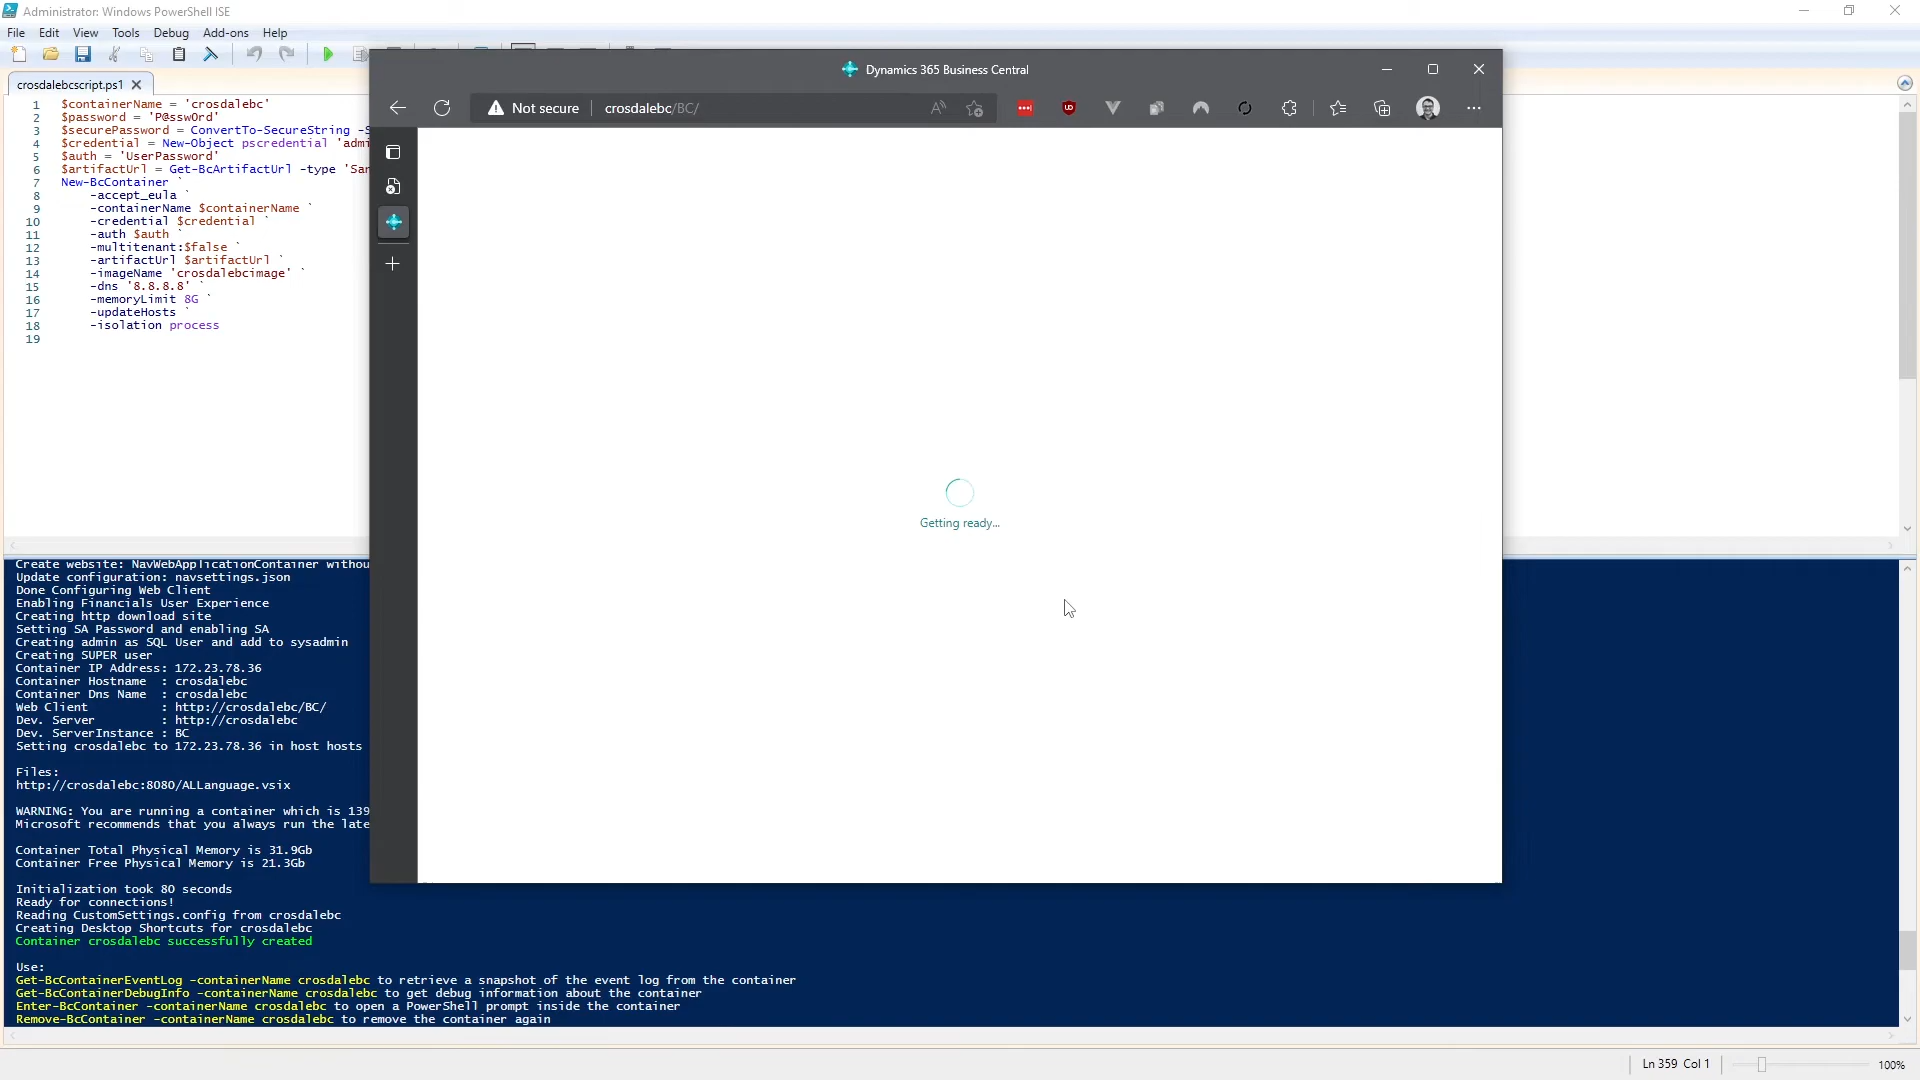 Administrator: Windows PowerShell ISE
File Edit View Tools Debug Add-ons Help
crosdalebcscript.ps1
1 $containerName = 'crosdalebc'
2 $password = 'P@ssw0rd'
3 $securePassword = ConvertTo-SecureString -S
4 $credential = New-Object pscredential 'admi
5 $auth = 'UserPassword'
6 $artifactUrl = Get-BcArtifactUrl -type 'San
7 New-BcContainer `
8 -accept_eula `
9 -containerName $containerName `
10 -credential $credential `
11 -auth $auth `
12 -multitenant:$false `
13 -artifactUrl $artifactUrl `
14 -imageName 'crosdalebcimage' `
15 -dns '8.8.8.8' `
16 -memoryLimit 8G `
17 -updateHosts `
18 -isolation process
19
Dynamics 365 Business Central
Not secure crosdalebc/BC/
Getting ready...
Create website: NavWebApplicationContainer withou
Update configuration: navsettings.json
Done Configuring Web Client
Enabling Financials User Experience
Creating http download site
Setting SA Password and enabling SA
Creating admin as SQL User and add to sysadmin
Creating SUPER user
Container IP Address: 172.23.78.36
Container Hostname : crosdalebc
Container Dns Name : crosdalebc
Web Client : http://crosdalebc/BC/
Dev. Server : http://crosdalebc
Dev. ServerInstance : BC
Setting crosdalebc to 172.23.78.36 in host hosts
Files:
http://crosdalebc:8080/ALLanguage.vsix
WARNING: You are running a container which is 139
Microsoft recommends that you always run the late
Container Total Physical Memory is 31.9Gb
Container Free Physical Memory is 21.3Gb
Initialization took 80 seconds
Ready for connections!
Reading CustomSettings.config from crosdalebc
Creating Desktop Shortcuts for crosdalebc
Container crosdalebc successfully created
Use:
Get-BcContainerEventLog -containerName crosdalebc to retrieve a snapshot of the event log from the container
Get-BcContainerDebugInfo -containerName crosdalebc to get debug information about the container
Enter-BcContainer -containerName crosdalebc to open a PowerShell prompt inside the container
Remove-BcContainer -containerName crosdalebc to remove the container again
Ln 359 Col 1 100%